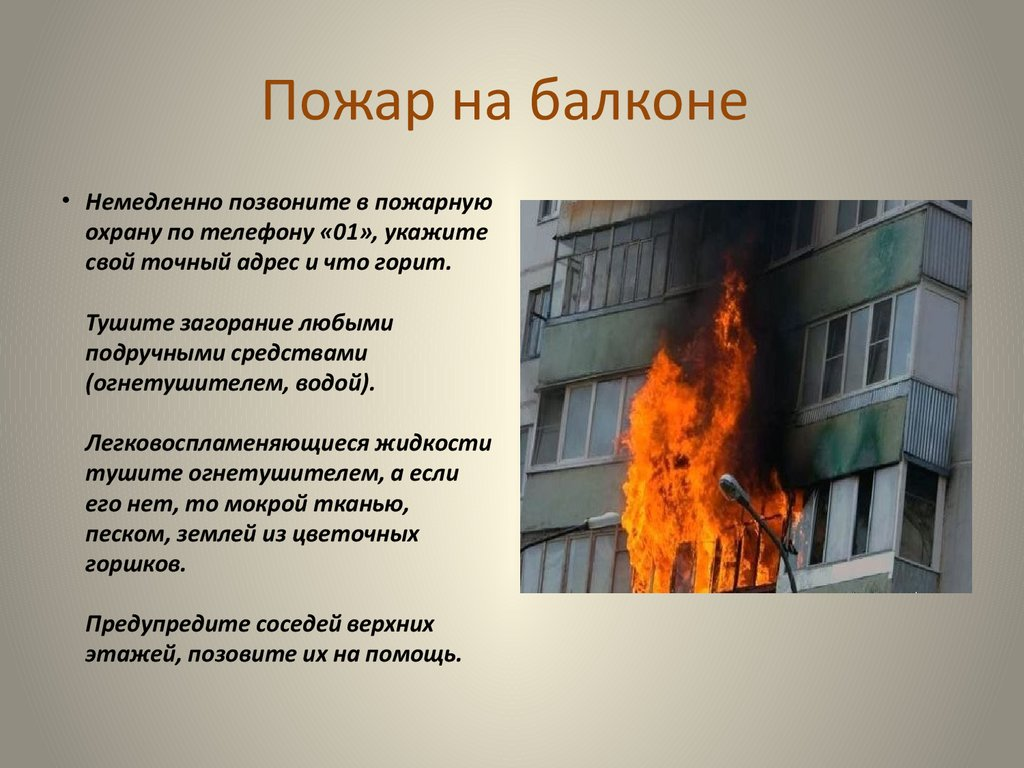 Пожар на балконе
• Немедленно позвоните в пожарную
охрану по телефону «01», укажите
свой точный адрес и что горит.
Тушите загорание любыми
подручными средствами
(огнетушителем, водой).
Легковоспламеняющиеся жидкости
тушите огнетушителем, а если
его нет, то мокрой тканью,
песком, землей из цветочных
горшков.
Предупредите соседей верхних
этажей, позовите их на помощь.